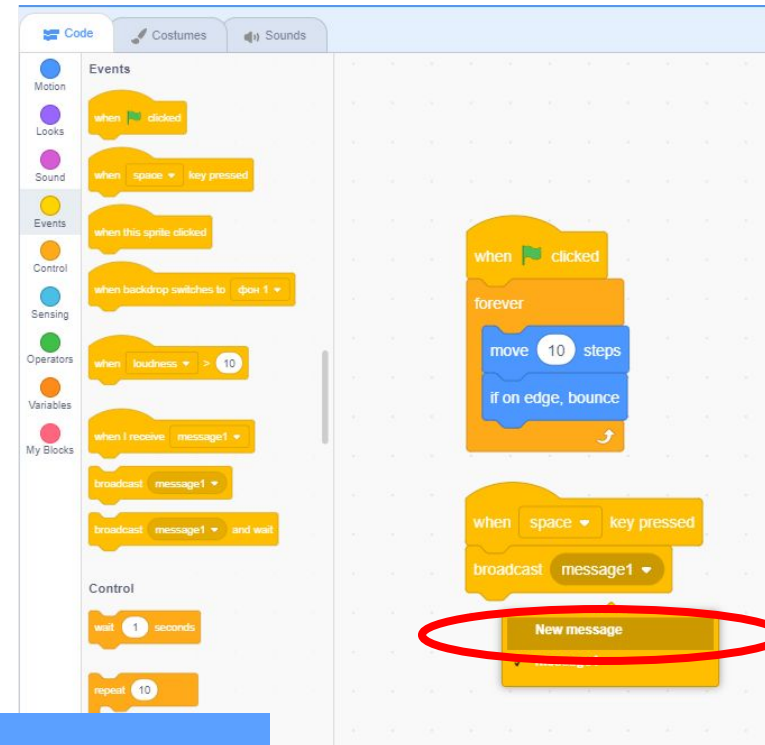 Code
Costumes
Sounds
Motion
Looks
Sound
Events
Control
Sensing
Operators
Variables
My Blocks
Events
when clicked
when space key pressed
when this sprite clicked
when backdrop switches to фон 1
when loudness > 10
when I receive message1
broadcast message1
broadcast message1 and wait
Control
wait 1 seconds
repeat 10
when clicked
forever
move 10 steps
if on edge, bounce
when space key pressed
broadcast message1
New message